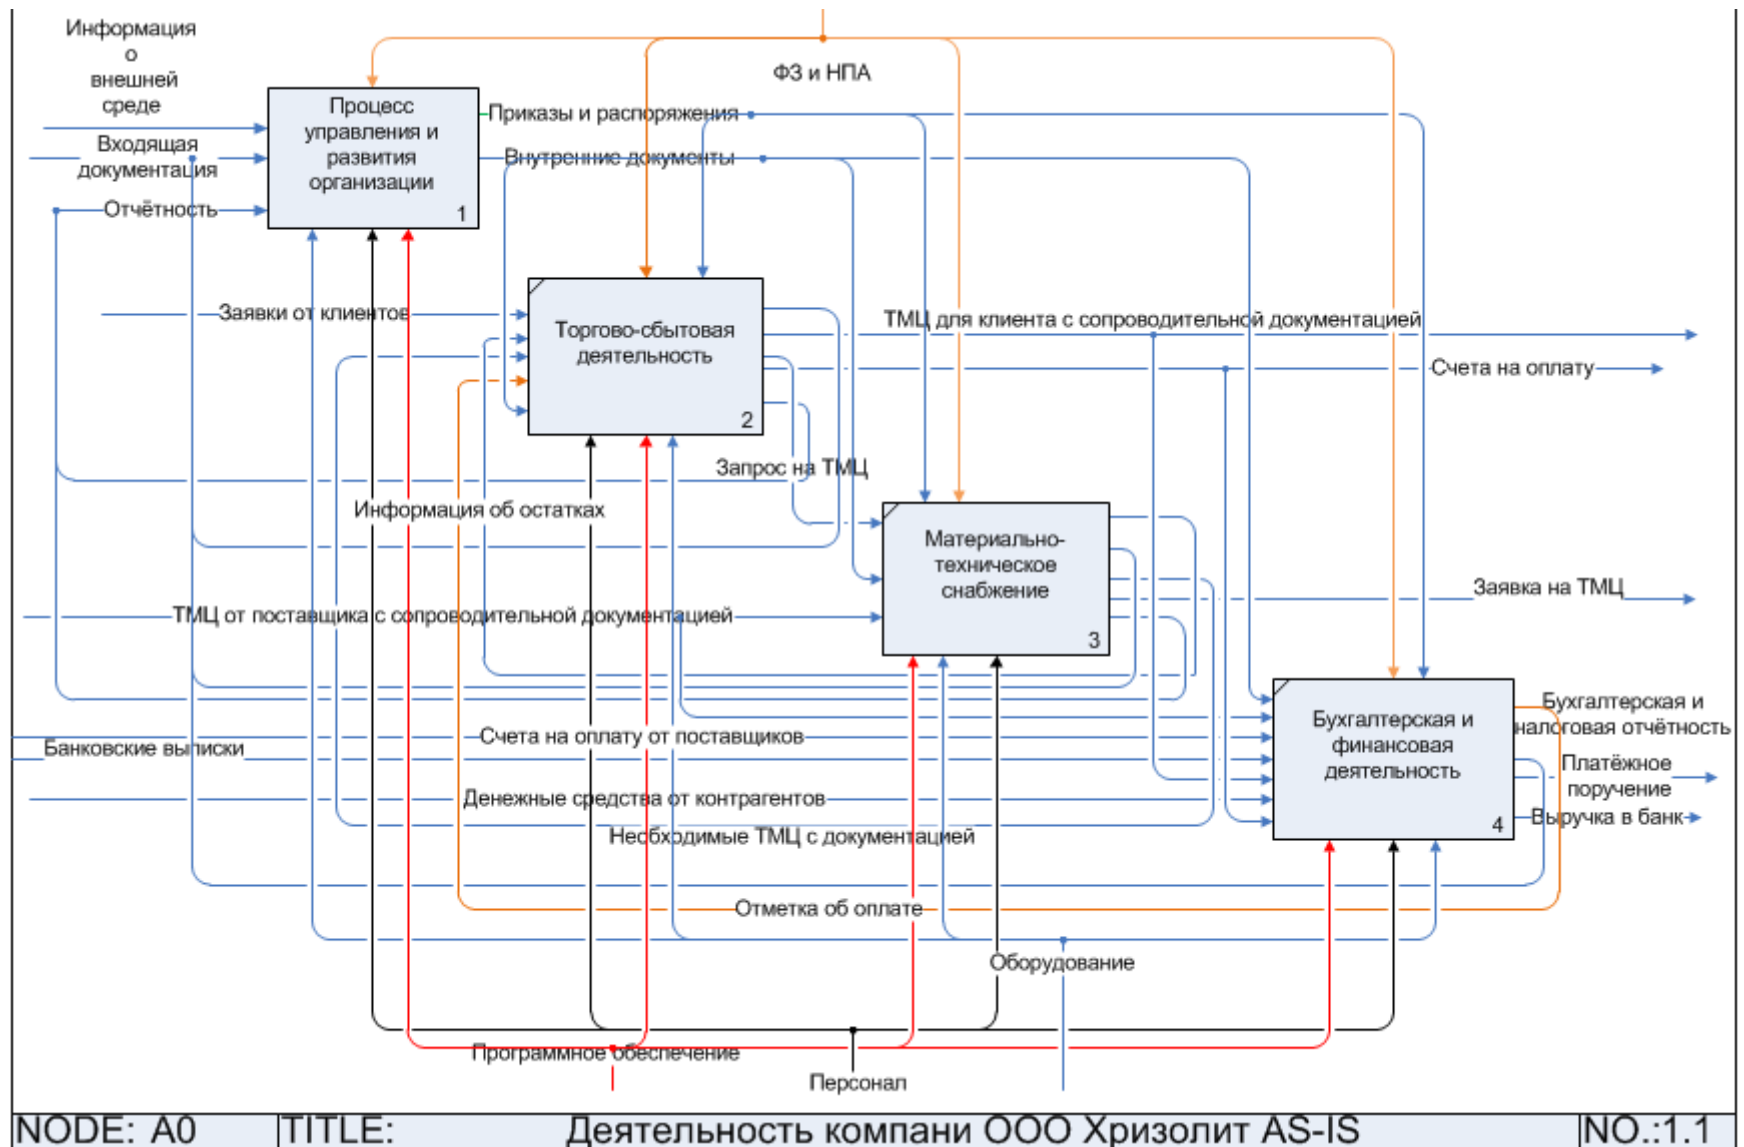 Информация
о
внешней
среде
ФЗ и НПА
Процесс
управления и
развития
организации
1
Приказы и распоряжения
Входящая
документация
Внутренние документы
Отчётность
Заявки от клиентов
Торгово-сбытовая
деятельность
2
ТМЦ для клиента с сопроводительной документацией
Счета на оплату
Запрос на ТМЦ
Информация об остатках
Материально-
техническое
снабжение
3
Заявка на ТМЦ
ТМЦ от поставщика с сопроводительной документацией
Бухгалтерская и
финансовая
деятельность
4
Бухгалтерская и
налоговая отчётность
Счета на оплату от поставщиков
Банковские выписки
Платёжное
поручение
Денежные средства от контрагентов
Выручка в банк
Необходимые ТМЦ с документацией
Отметка об оплате
Оборудование
Программное обеспечение
Персонал
NODE: A0
TITLE:
Деятельность компани ООО Хризолит AS-IS
NO.:1.1